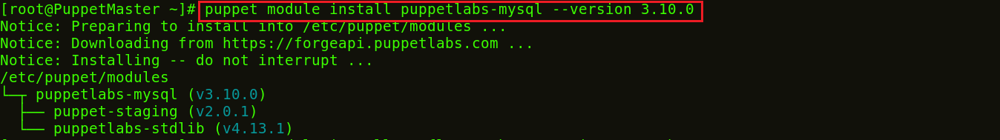 [root@PuppetMaster ~]# puppet module install puppetlabs-mysql --version 3.10.0
Notice: Preparing to install into /etc/puppet/modules ...
Notice: Downloading from https://forgeapi.puppetlabs.com ...
Notice: Installing -- do not interrupt ...
/etc/puppet/modules
└─┬ puppetlabs-mysql (v3.10.0)
  ├── puppet-staging (v2.0.1)
  └── puppetlabs-stdlib (v4.13.1)